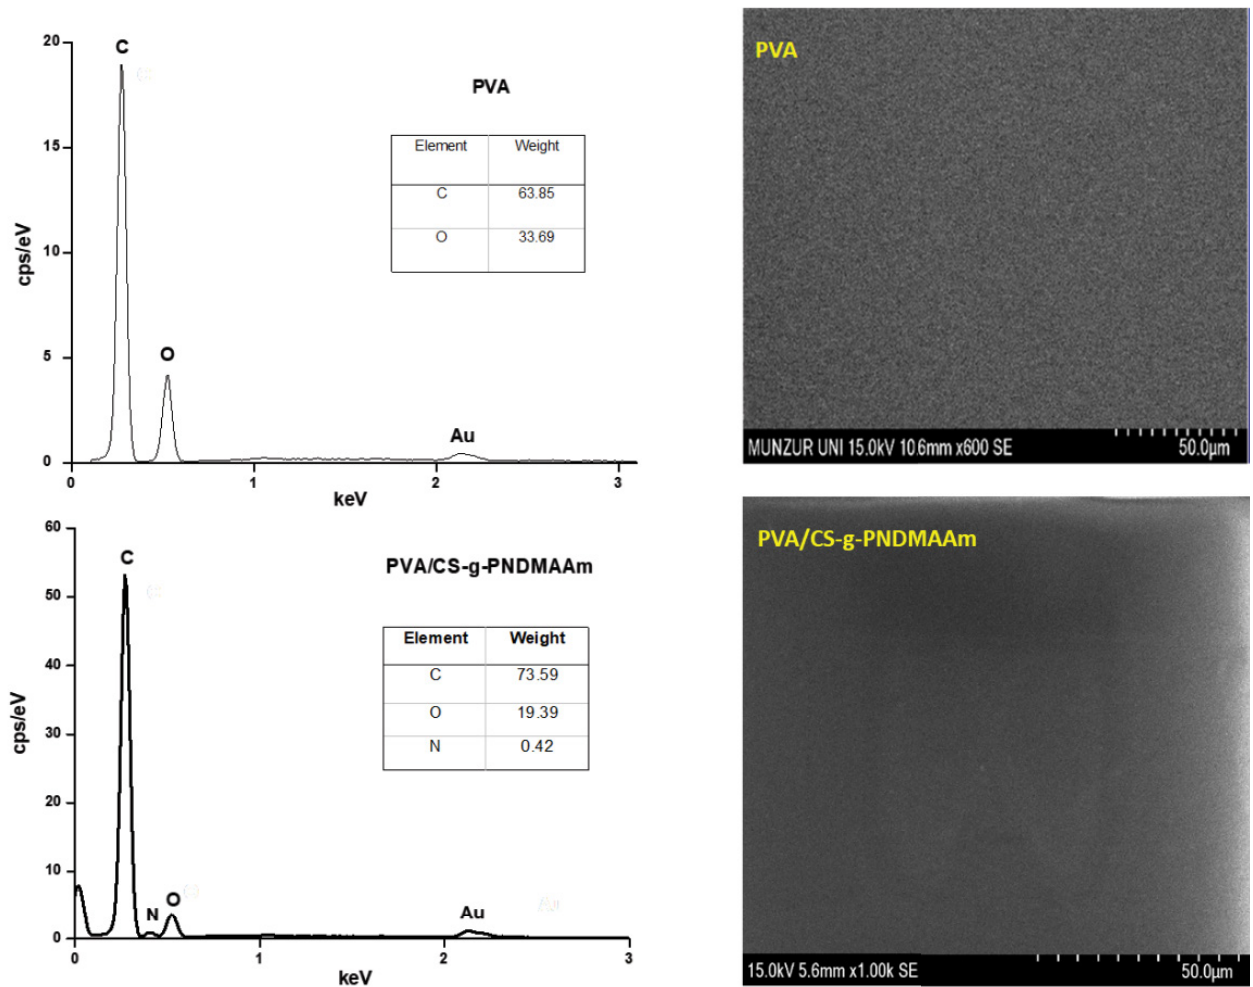 20
15
10
5
0
cps/eV
C
O
Au
PVA
Element Weight
C 63.85
O 33.69
0 1 2 3
keV
PVA
MUNZUR UNI 15.0kV 10.6mm x600 SE 50.0µm
60
50
40
30
20
10
0
cps/eV
C
N
O
Au
PVA/CS-g-PNDMAAm
Element Weight
C 73.59
O 19.39
N 0.42
0 1 2 3
keV
PVA/CS-g-PNDMAAm
15.0kV 5.6mm x1.00k SE 50.0µm